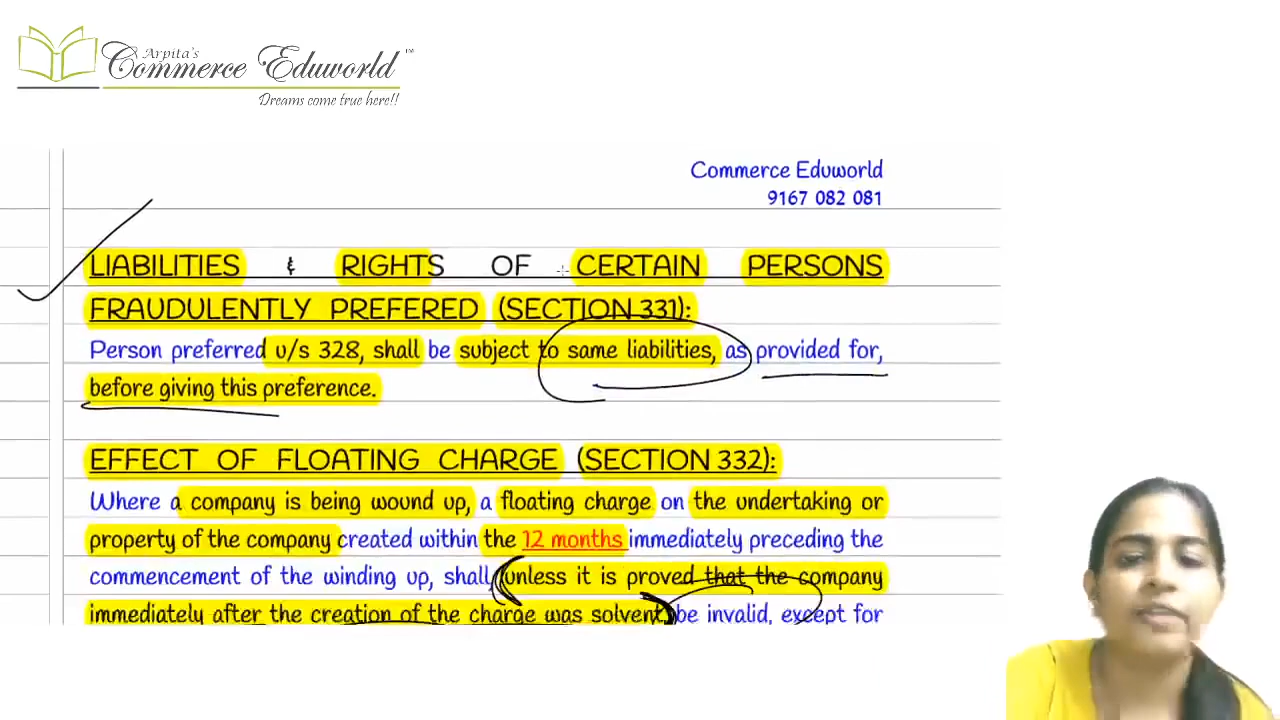 Arpita's
Commerce Eduworld™
Dreams come true here!!
Commerce Eduworld
9167 082 081
LIABILITIES & RIGHTS OF CERTAIN PERSONS
FRAUDULENTLY PREFERED (SECTION 331):
Person preferred u/s 328, shall be subject to same liabilities, as provided for,
before giving this preference.
EFFECT OF FLOATING CHARGE (SECTION 332):
Where a company is being wound up, a floating charge on the undertaking or
property of the company created within the 12 months immediately preceding the
commencement of the winding up, shall, (unless it is proved that the company
immediately after the creation of the charge was solvent) be invalid, except for